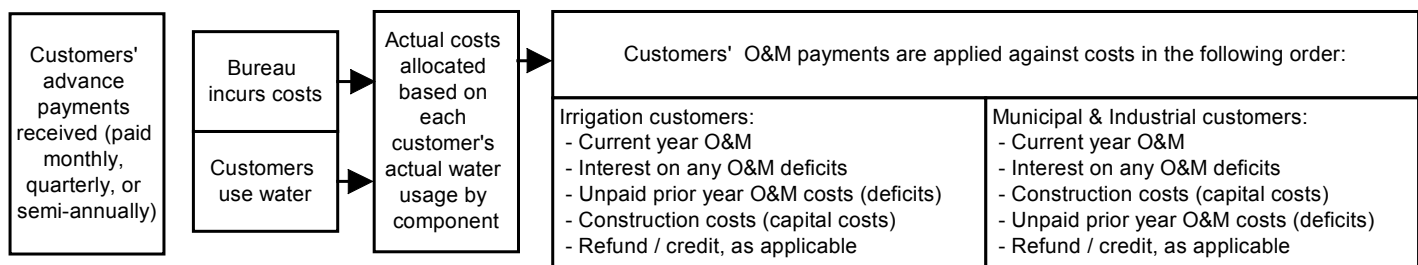 Customers'
advance
payments
received (paid
monthly,
quarterly, or
semi-annually)
Bureau
incurs costs
Customers
use water
Actual costs
allocated
based on
each
customer's
actual water
usage by
component
Customers' O&M payments are applied against costs in the following order:
Irrigation customers:
- Current year O&M
- Interest on any O&M deficits
- Unpaid prior year O&M costs (deficits)
- Construction costs (capital costs)
- Refund / credit, as applicable
Municipal & Industrial customers:
- Current year O&M
- Interest on any O&M deficits
- Construction costs (capital costs)
- Unpaid prior year O&M costs (deficits)
- Refund / credit, as applicable